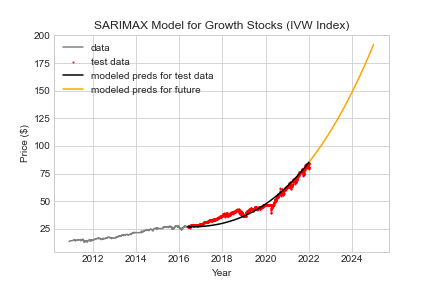 SARIMAX Model for Growth Stocks (IVW Index)
data
test data
modeled preds for test data
modeled preds for future
200
175
150
125
100
75
50
25
Price ($)
2012 2014 2016 2018 2020 2022 2024
Year